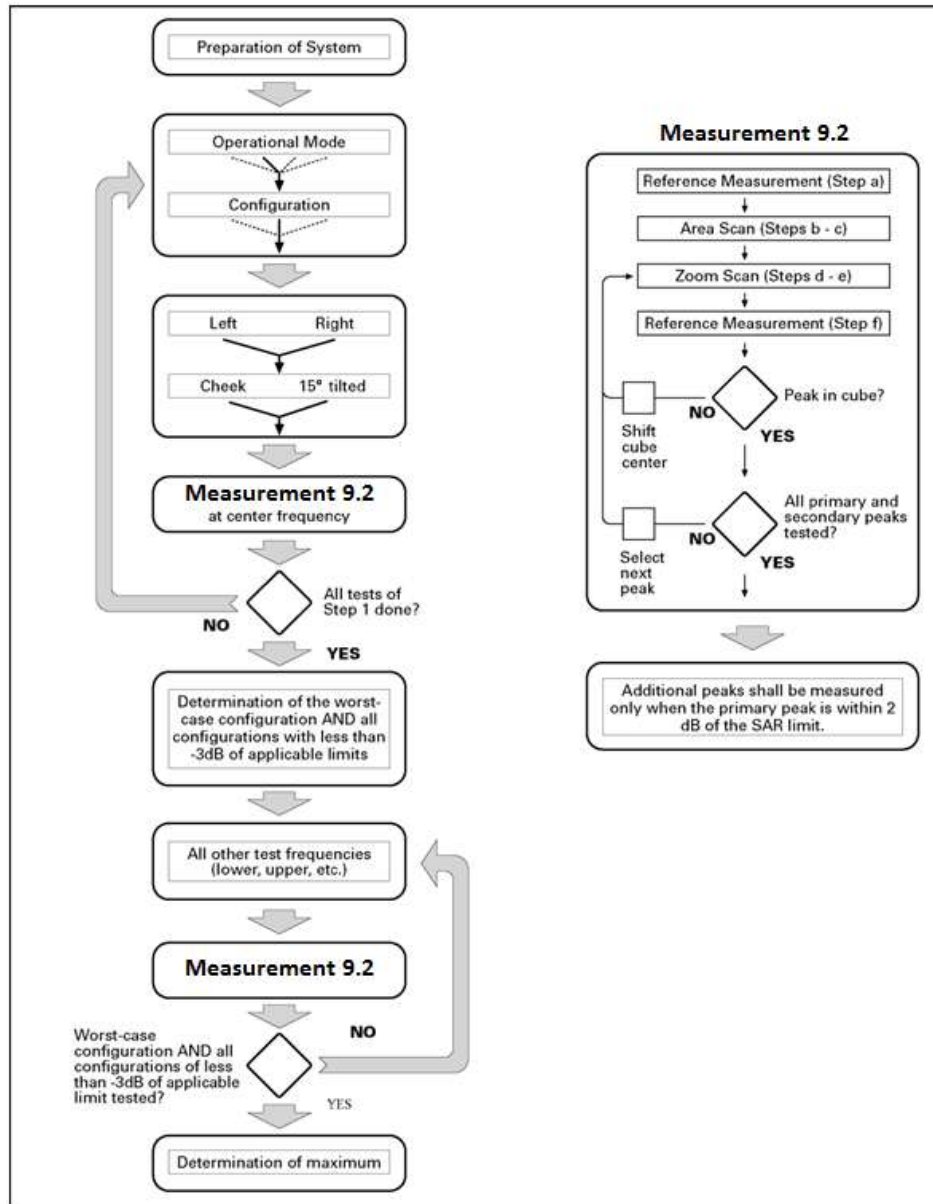 Preparation of System
Operational Mode
Configuration
Left Right
Cheek 15° tilted
Measurement 9.2
at center frequency
All tests of
Step 1 done?
NO
YES
Determination of the worst-
case configuration AND all
configurations with less than
-3dB of applicable limits
All other test frequencies
(lower, upper, etc.)
Measurement 9.2
NO
Worst-case
configuration AND all
configurations of less
than -3dB of applicable
limit tested?
YES
Determination of maximum
Measurement 9.2
Reference Measurement (Step a)
Area Scan (Steps b - c)
Zoom Scan (Steps d - e)
Reference Measurement (Step f)
Peak in cube?
NO
YES
Shift
cube
center
All primary and
secondary peaks
tested?
NO
YES
Select
next
peak
Additional peaks shall be measured
only when the primary peak is within 2
dB of the SAR limit.